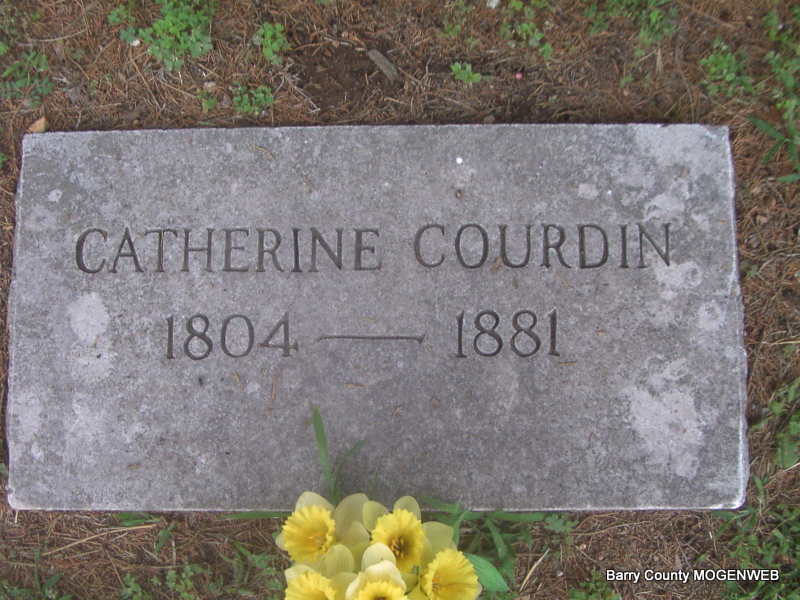 CATHERINE COURDIN
1804 — 1881
Barry County MOGENWEB